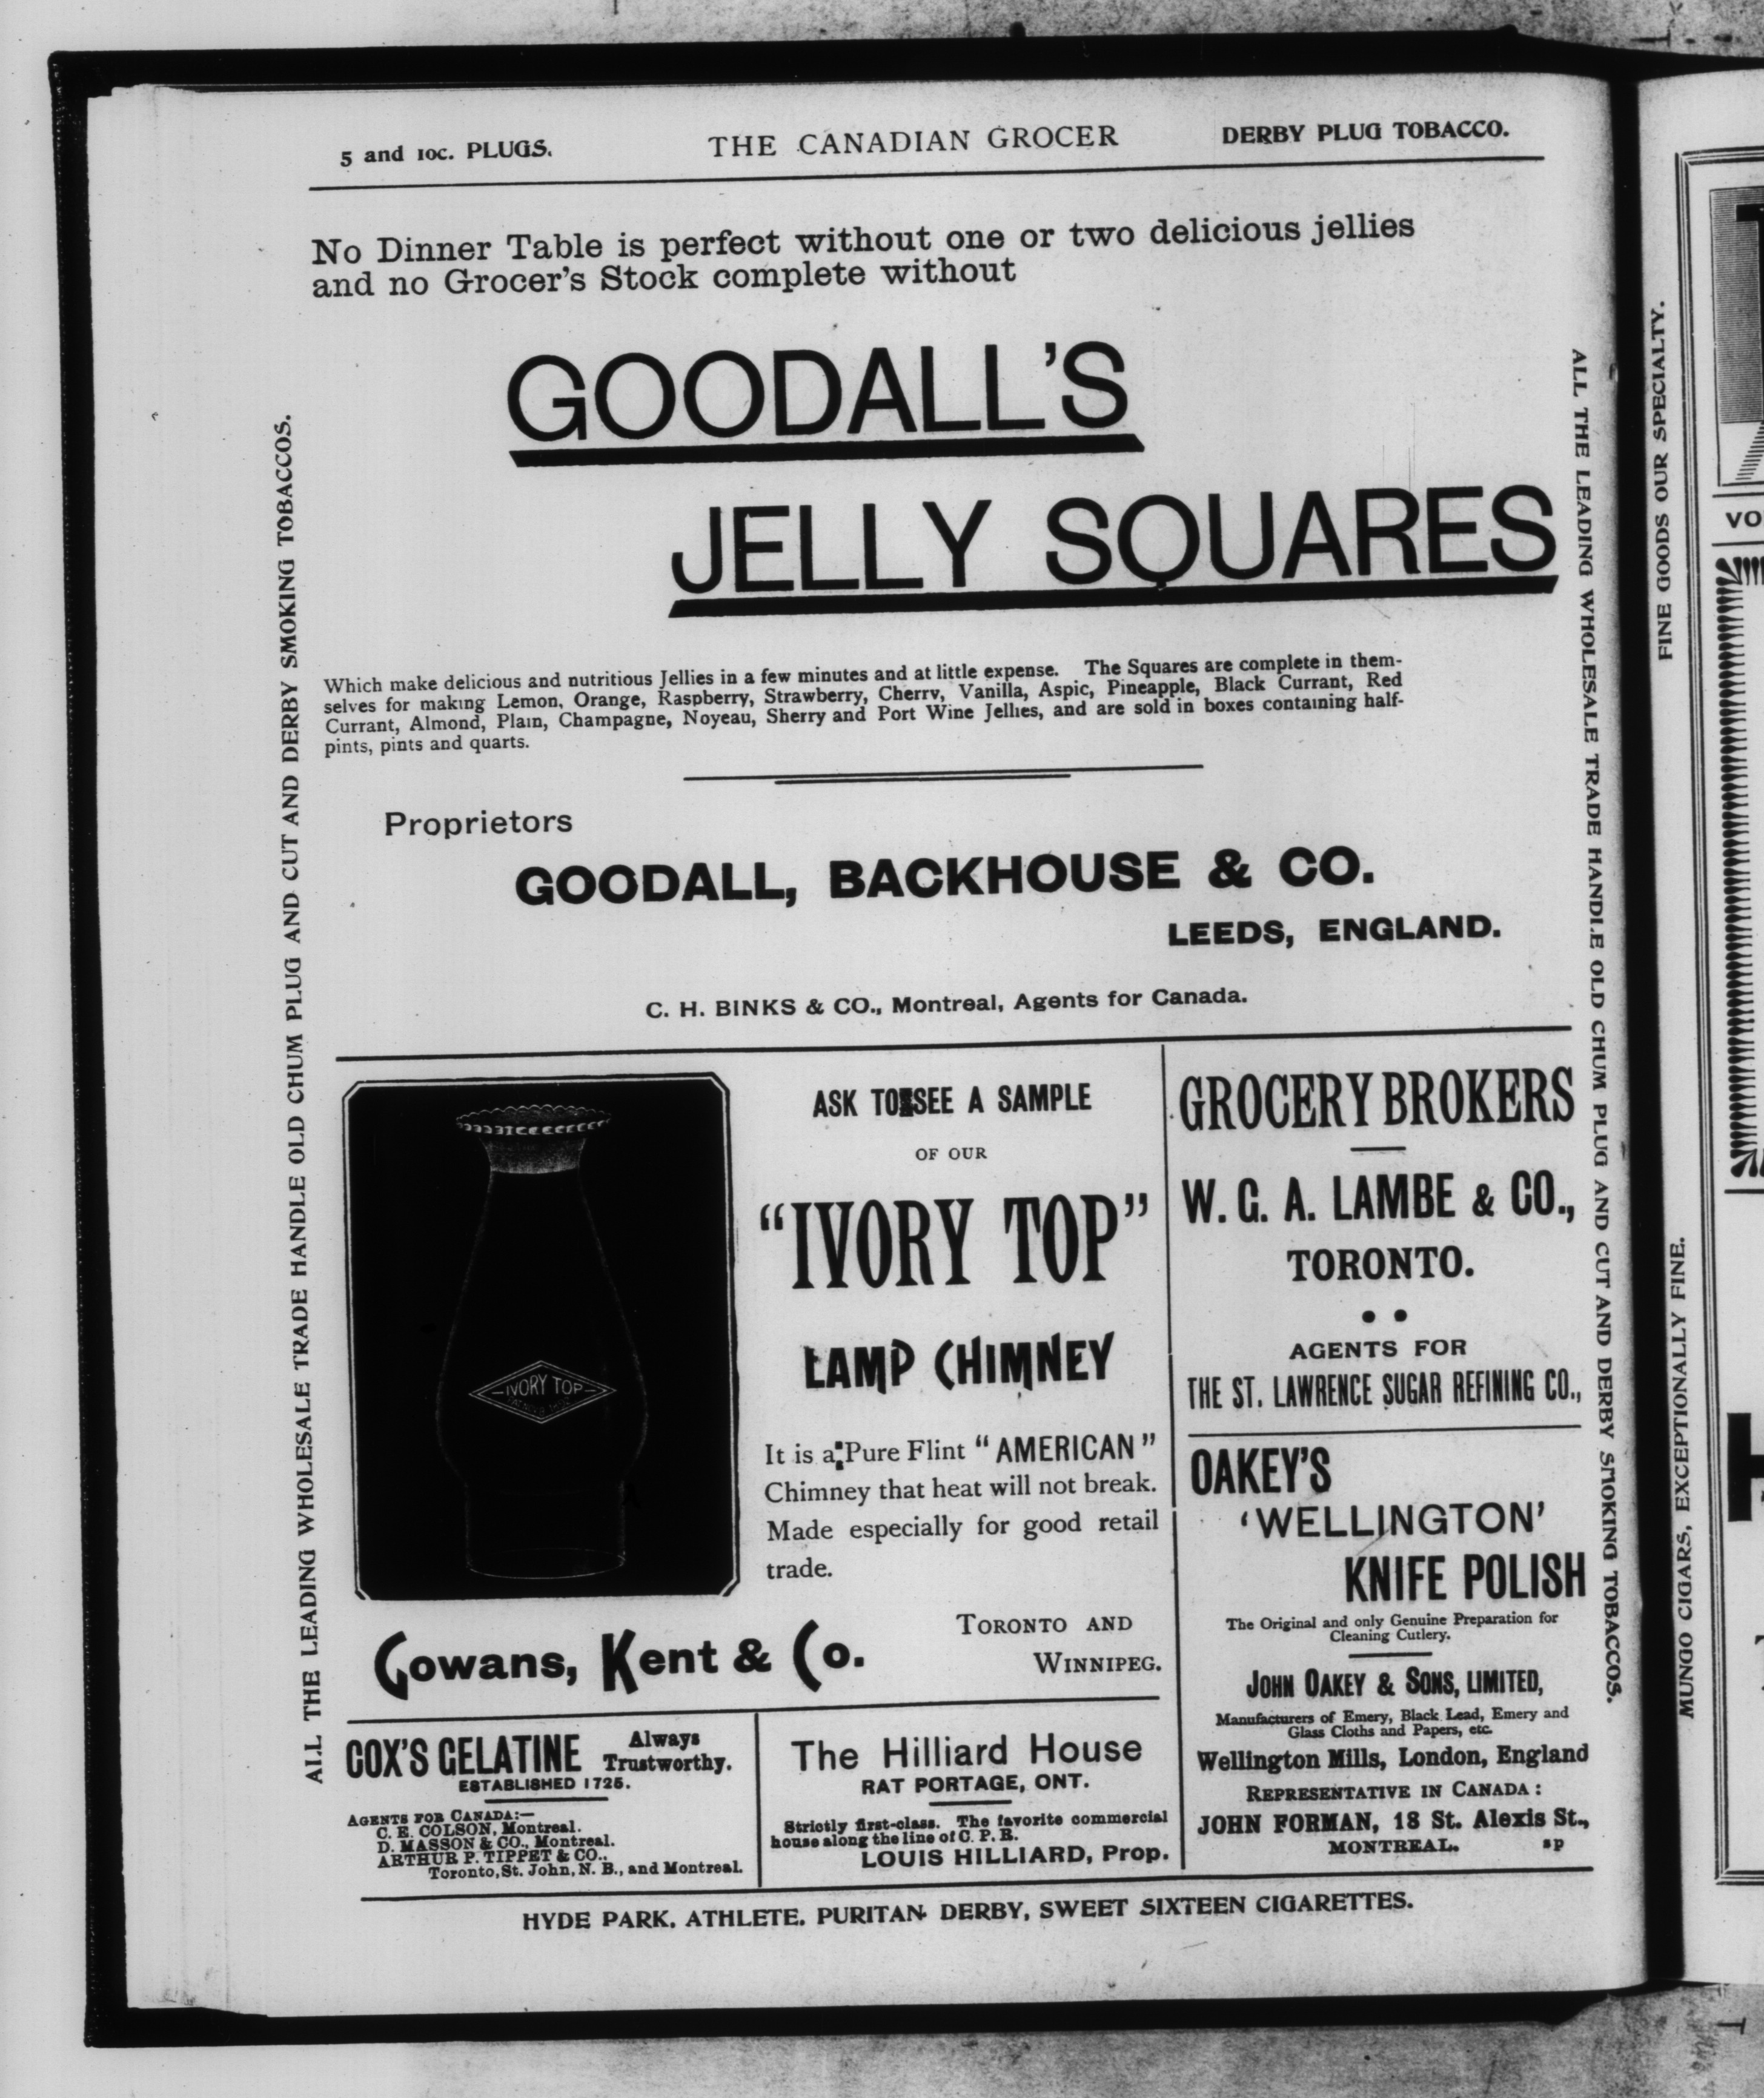 5 and 10c. PLUGS.
THE CANADIAN GROCER
DERBY PLUG TOBACCO.
No Dinner Table is perfect without one or two delicious jellies
and no Grocer's Stock complete without
GOODALL'S
JELLY SQUARES
Which make delicious and nutritious Jellies in a few minutes and at little expense. The Squares are complete in them-
selves for making Lemon, Orange, Raspberry, Strawberry, Cherry, Vanilla, Aspic, Pineapple, Black Currant, Red
Currant, Almond, Plain, Champagne, Noyeau, Sherry and Port Wine Jellies, and are sold in boxes containing half-
pints, pints and quarts.
Proprietors
GOODALL, BACKHOUSE & CO.
LEEDS, ENGLAND.
C. H. BINKS & CO., Montreal, Agents for Canada.
ALL THE LEADING WHOLESALE TRADE HANDLE OLD CHUM PLUG AND CUT AND DERBY SMOKING TOBACCOS.
IVORY TOP
ASK TO SEE A SAMPLE
OF OUR
"IVORY TOP"
LAMP CHIMNEY
It is a Pure Flint "AMERICAN"
Chimney that heat will not break.
Made especially for good retail
trade.
Gowans, Kent & Co.
TORONTO AND
WINNIPEG.
GROCERY BROKERS
W. G. A. LAMBE & CO.,
TORONTO.
AGENTS FOR
THE ST. LAWRENCE SUGAR REFINING CO.,
OAKEY'S
'WELLINGTON'
KNIFE POLISH
The Original and only Genuine Preparation for
Cleaning Cutlery.
JOHN OAKEY & SONS, LIMITED,
Manufacturers of Emery, Black Lead, Emery and
Glass Cloths and Papers, etc.
Wellington Mills, London, England
REPRESENTATIVE IN CANADA:
JOHN FORMAN, 18 St. Alexis St.,
MONTREAL. sp
COX'S GELATINE
Always
Trustworthy.
ESTABLISHED 1725.
AGENTS FOR CANADA:—
C. E. COLSON, Montreal.
D. MASSON & CO., Montreal.
ARTHUR P. TIPPET & CO.,
Toronto, St. John, N. B., and Montreal.
The Hilliard House
RAT PORTAGE, ONT.
Strictly first-class. The favorite commercial
house along the line of C. P. R.
LOUIS HILLIARD, Prop.
ALL THE LEADING WHOLESALE TRADE HANDLE OLD CHUM PLUG AND CUT AND DERBY SMOKING TOBACCOS.
HYDE PARK. ATHLETE. PURITAN DERBY, SWEET SIXTEEN CIGARETTES.
FINE GOODS OUR SPECIALTY.
MUNGO CIGARS, EXCEPTIONALLY FINE.
VO